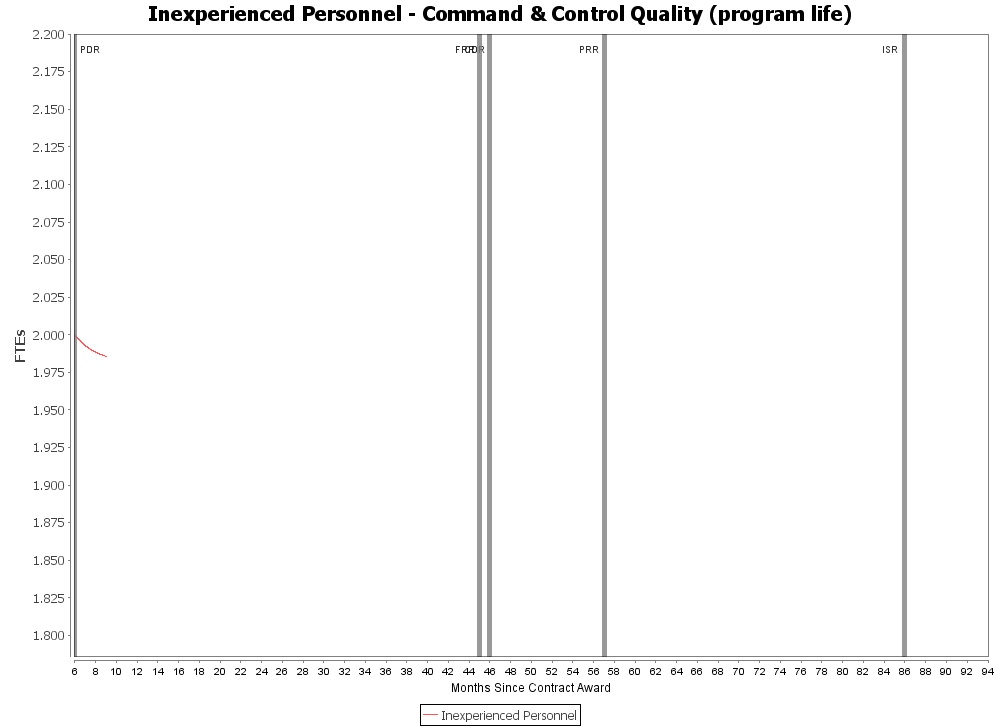 Inexperienced Personnel - Command & Control Quality (program life)
2.200
PDR
FRR
CDR
PRR
ISR
2.175
2.150
2.125
2.100
2.075
2.050
2.025
2.000
FTEs
1.975
1.950
1.925
1.900
1.875
1.850
1.825
1.800
6 8 10 12 14 16 18 20 22 24 26 28 30 32 34 36 38 40 42 44 46 48 50 52 54 56 58 60 62 64 66 68 70 72 74 76 78 80 82 84 86 88 90 92 94
Months Since Contract Award
Inexperienced Personnel